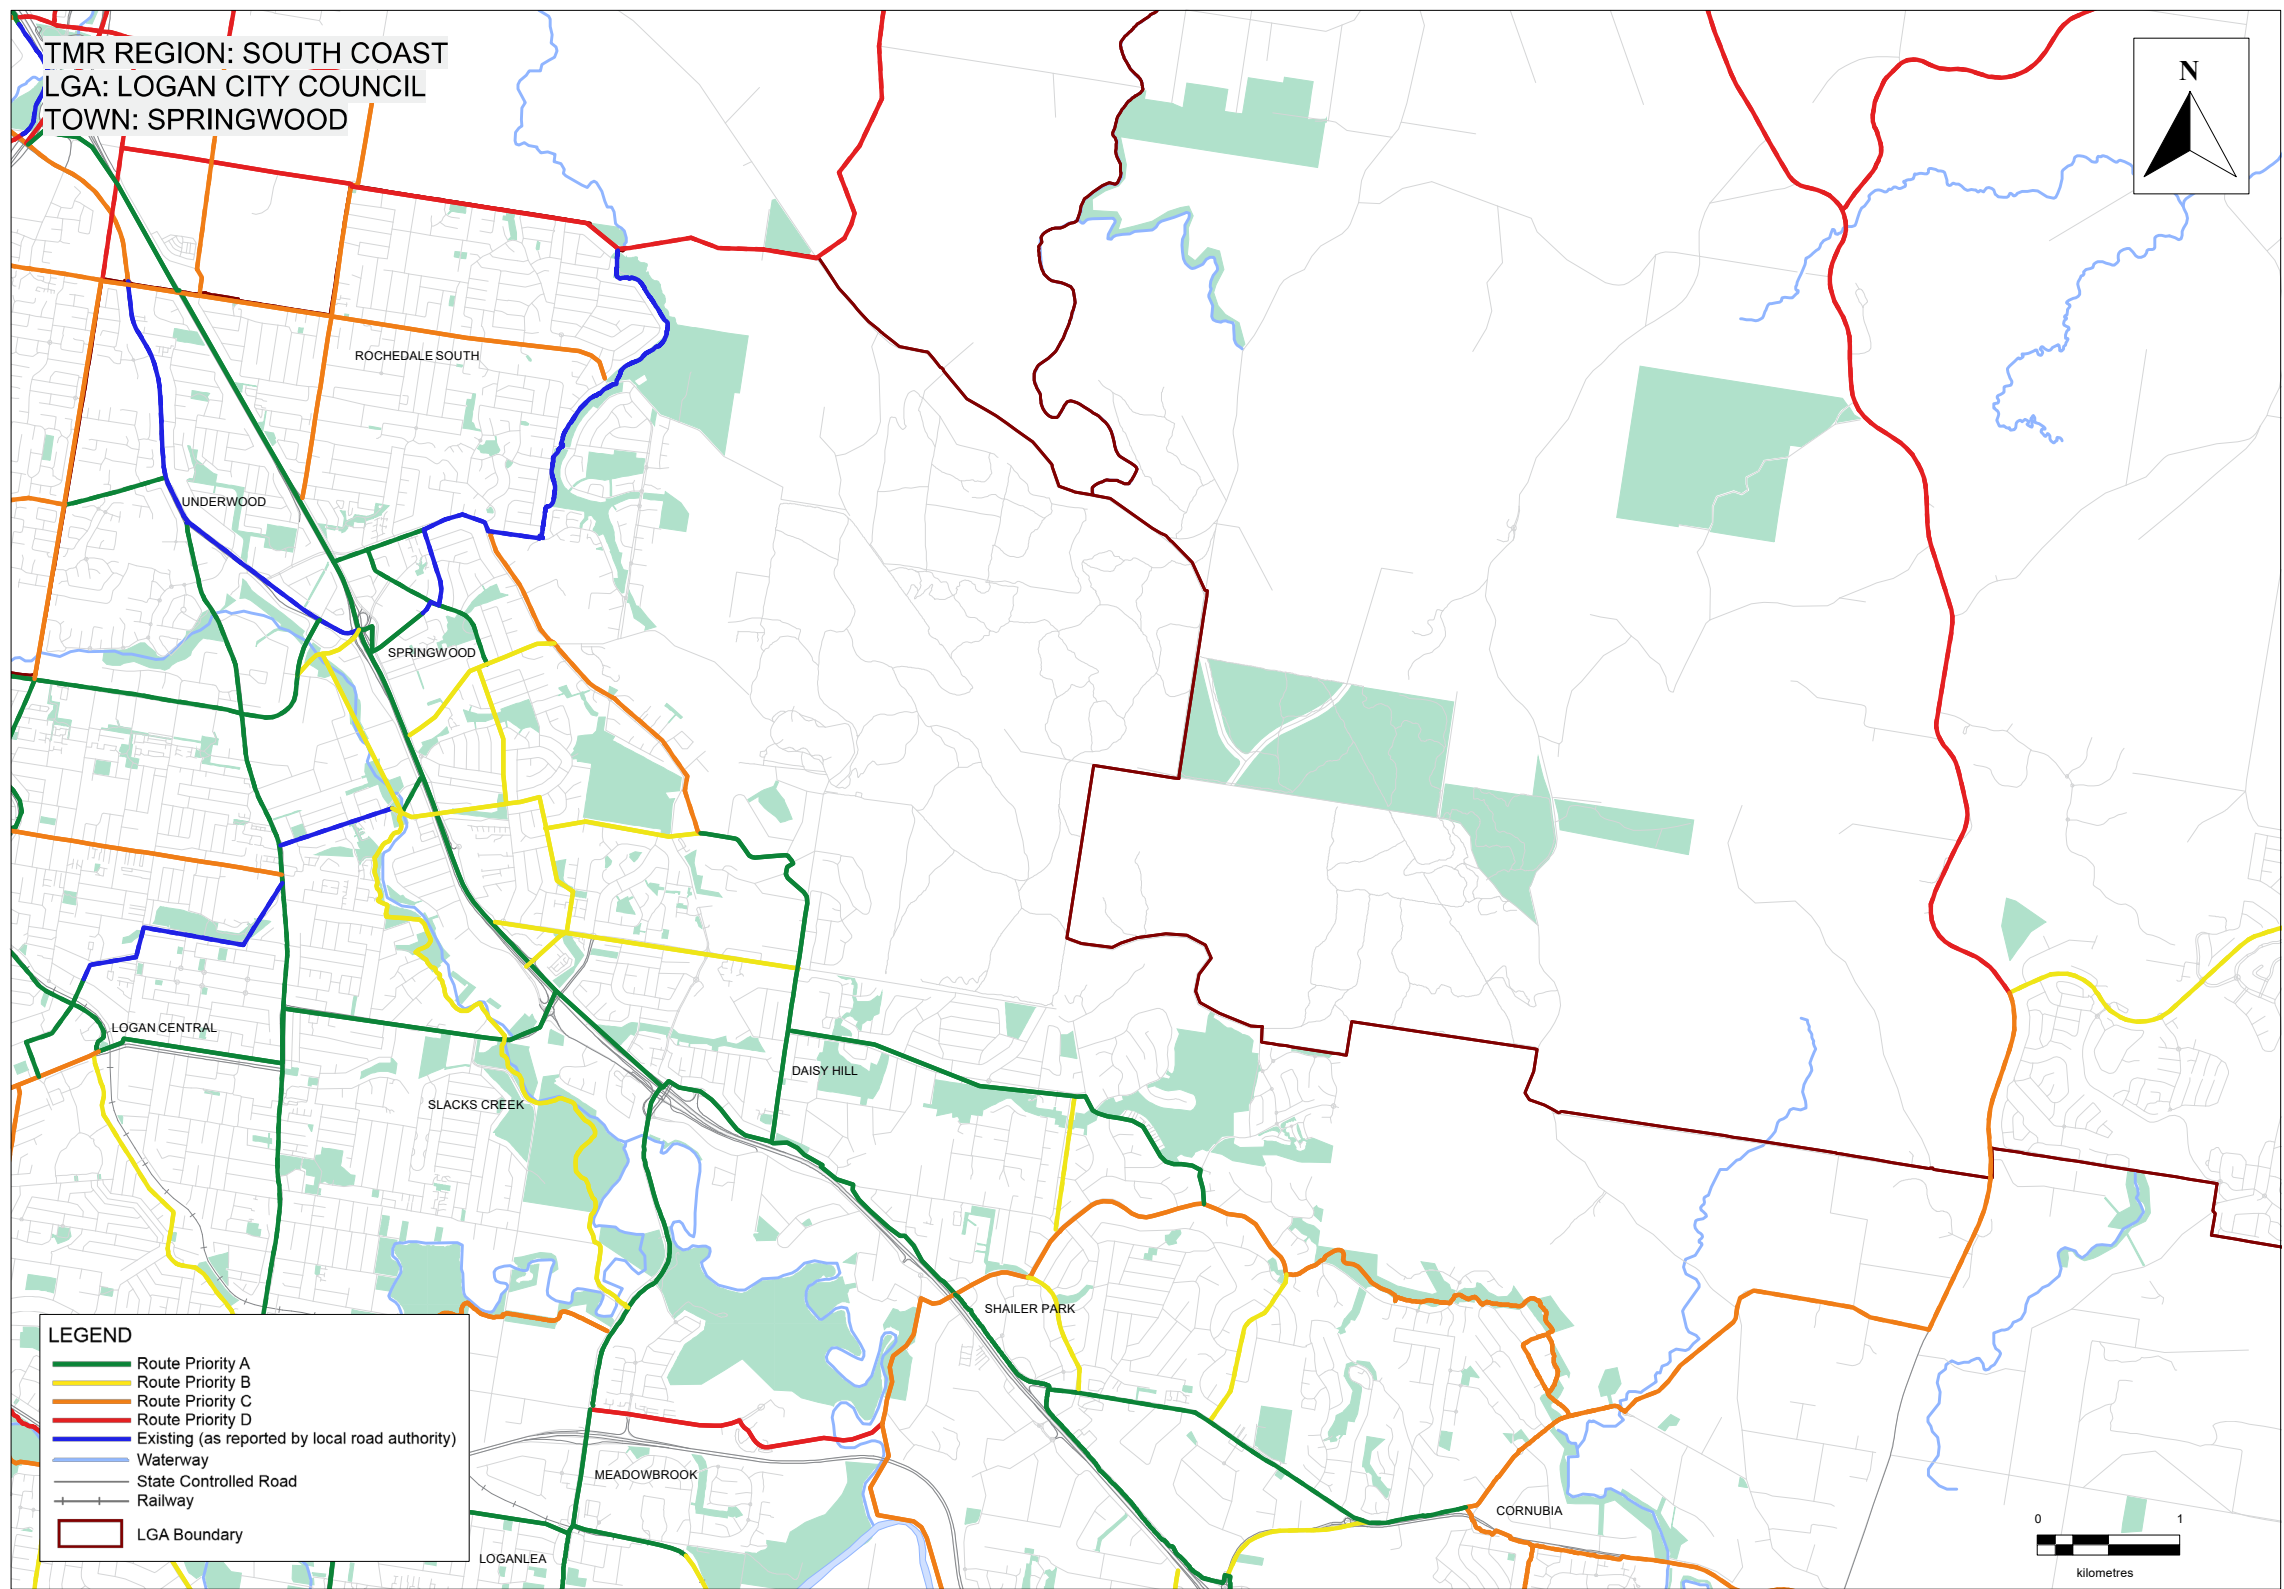 TMR REGION: SOUTH COAST
LGA: LOGAN CITY COUNCIL
TOWN: SPRINGWOOD
N
ROCHEDALE SOUTH
UNDERWOOD
SPRINGWOOD
LOGAN CENTRAL
DAISY HILL
SLACKS CREEK
SHAILER PARK
MEADOWBROOK
CORNUBIA
LOGANLEA
LEGEND
Route Priority A
Route Priority B
Route Priority C
Route Priority D
Existing (as reported by local road authority)
Waterway
State Controlled Road
Railway
LGA Boundary
0 1
kilometres